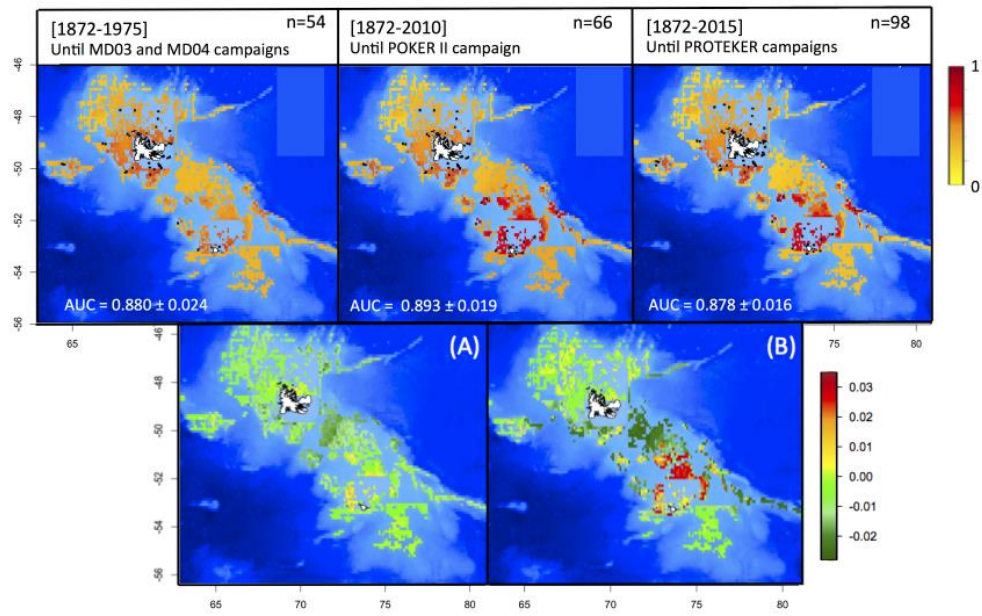 [1872-1975] n=54
Until MD03 and MD04 campaigns
[1872-2010] n=66
Until POKER II campaign
[1872-2015] n=98
Until PROTEKER campaigns
-46
-48
-50
-52
-54
-56
1
0
AUC = 0.880 ± 0.024
AUC = 0.893 ± 0.019
AUC = 0.878 ± 0.016
65
75
80
(A)
(B)
-46
-48
-50
-52
-54
-56
0.03
0.02
0.01
0.00
-0.01
-0.02
65
70
75
80
65
70
75
80